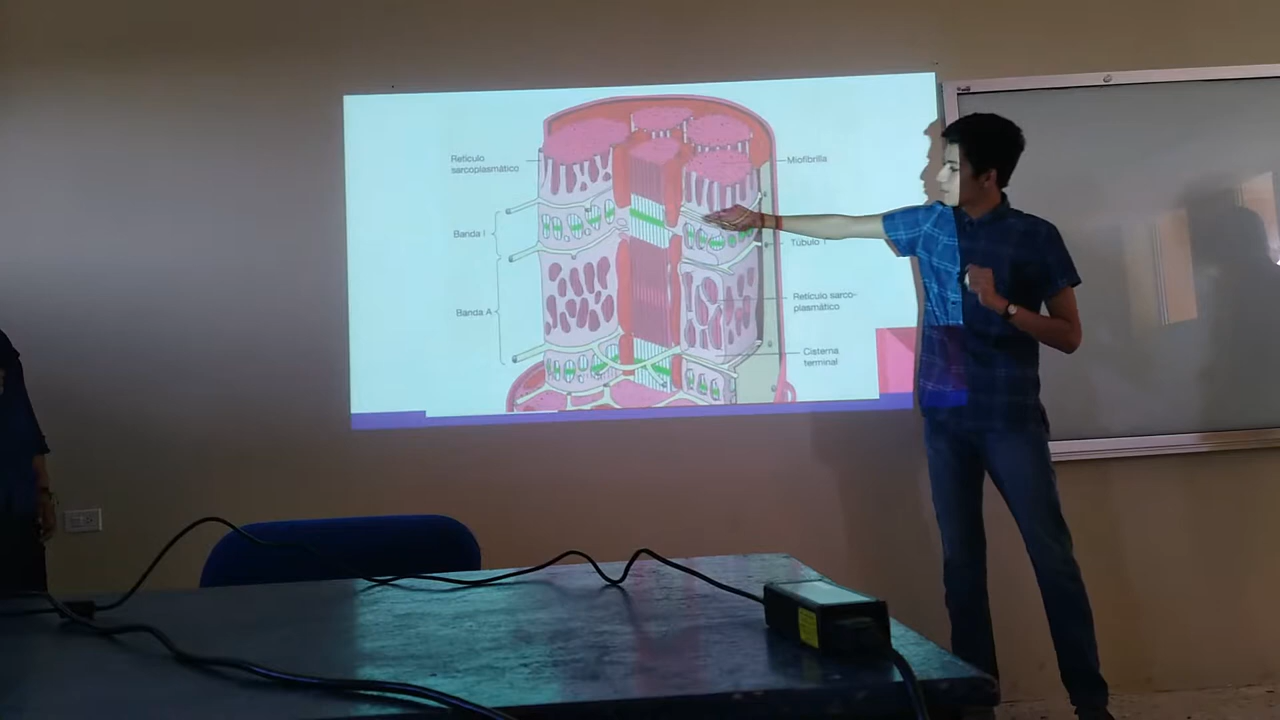 Retículo
sarcoplasmático
Banda I
Banda A
Miofibrilla
Túbulo T
Retículo sarco-
plasmático
Cisterna
terminal